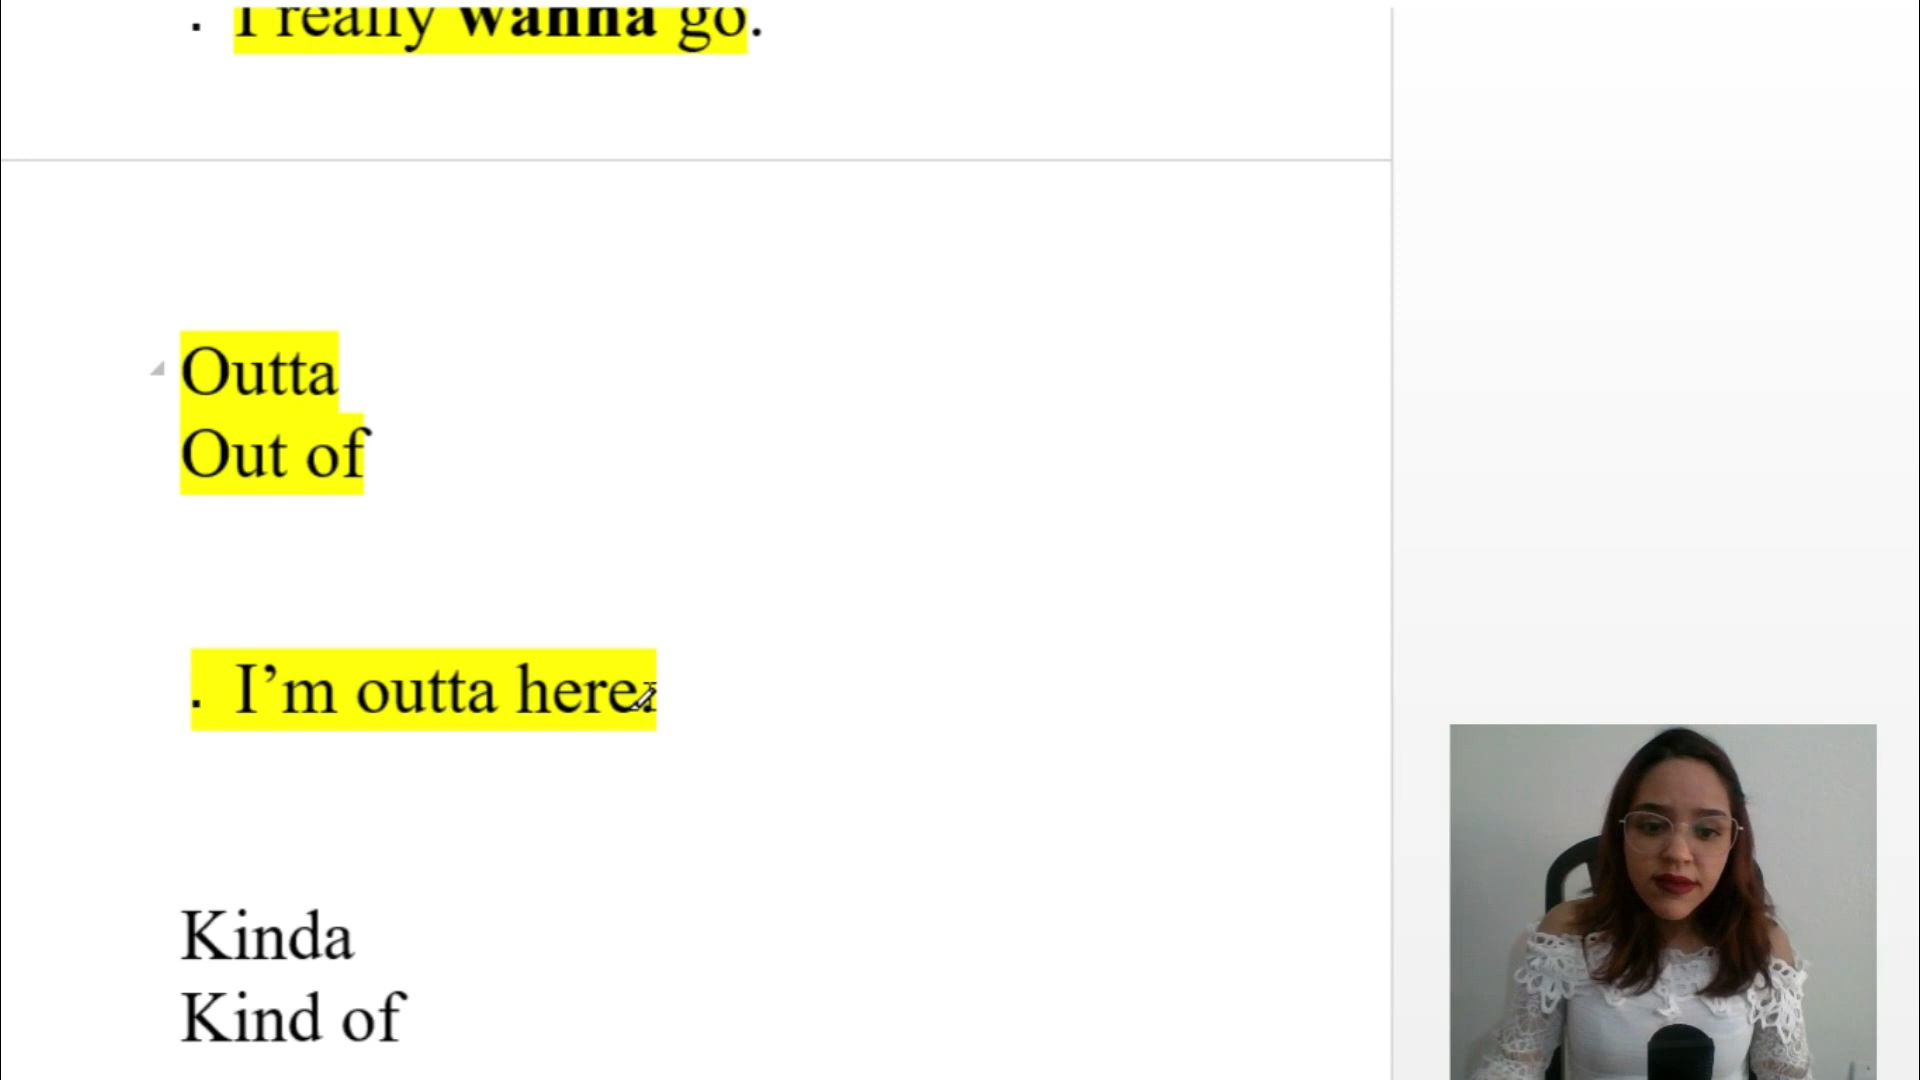 . I really wanna go.
Outta
Out of
. I’m outta here.
Kinda
Kind of